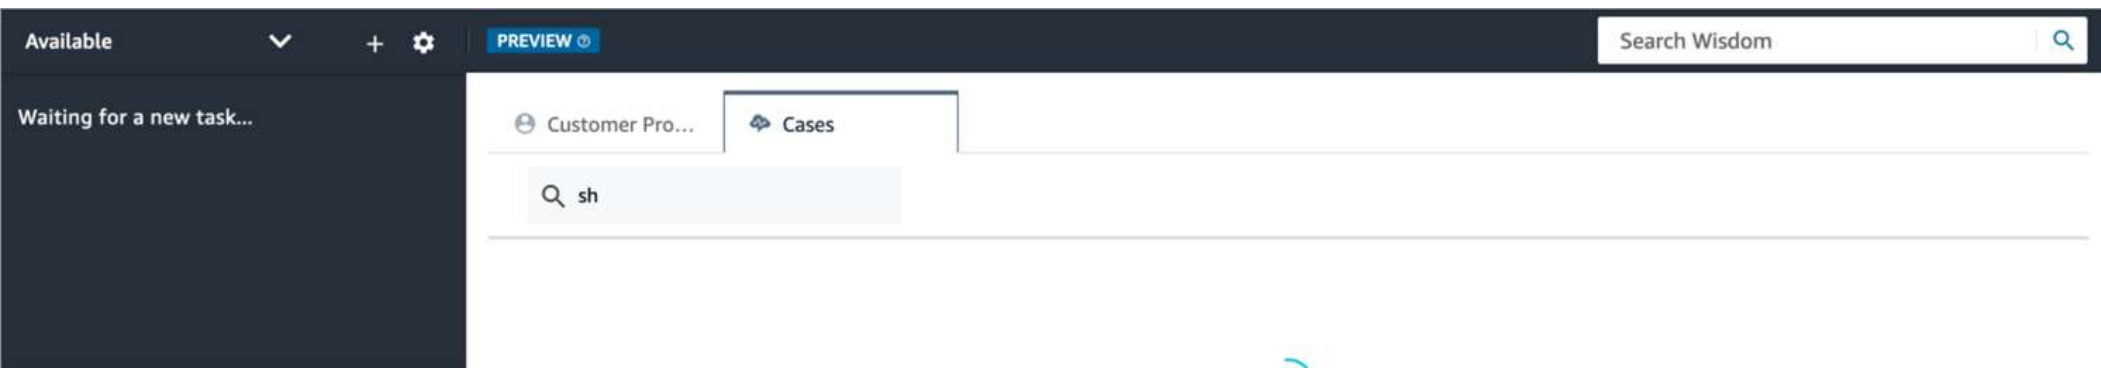 Available
PREVIEW
Search Wisdom
Waiting for a new task...
Customer Pro...
Cases
sh